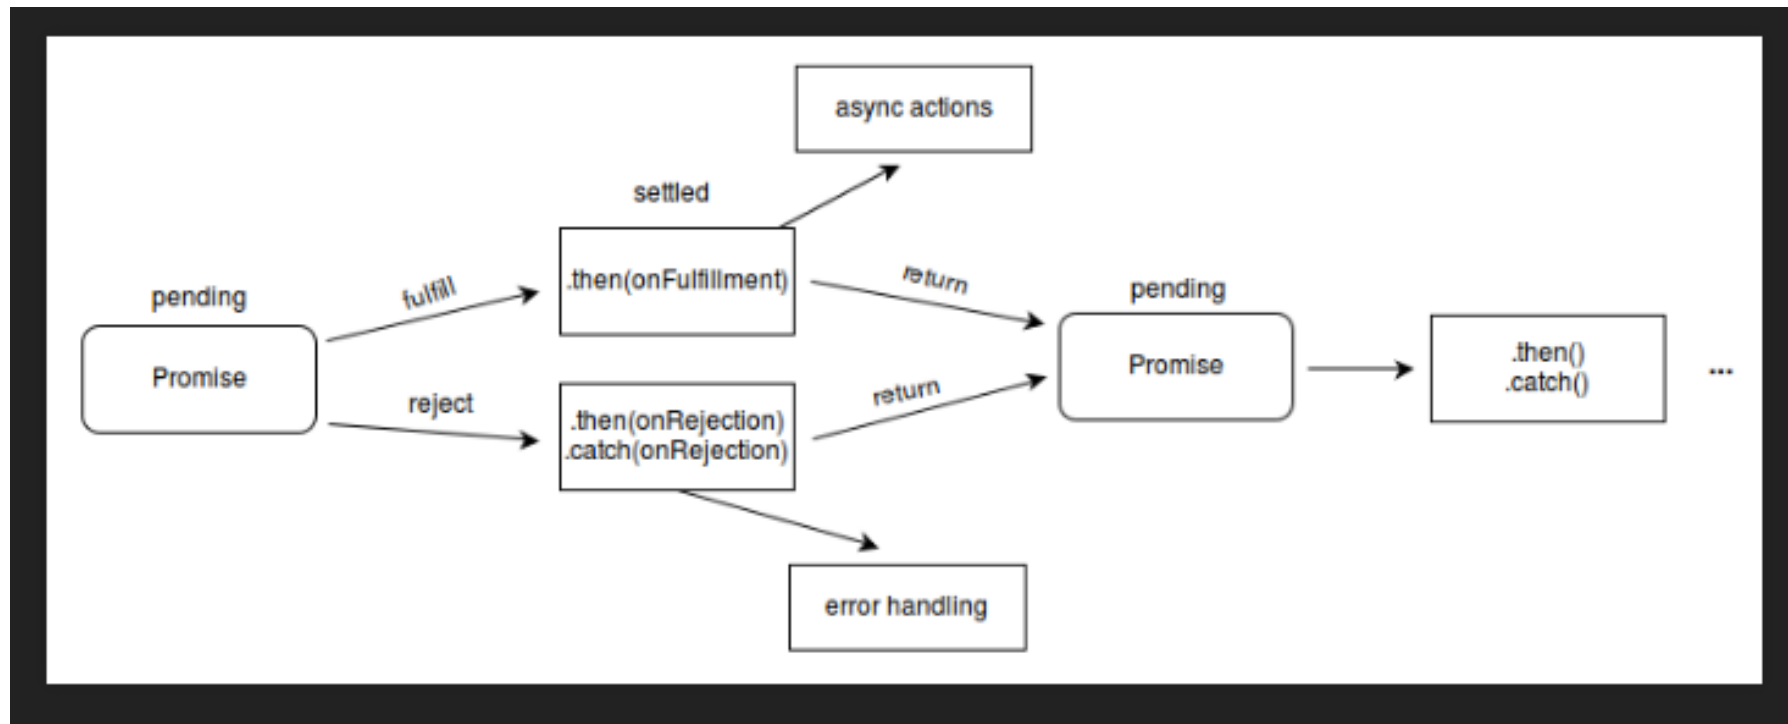 async actions
settled
.then(onFulfillment)
fulfill
return
pending
pending
Promise
Promise
.then()
.catch()
...
reject
return
.then(onRejection)
.catch(onRejection)
error handling